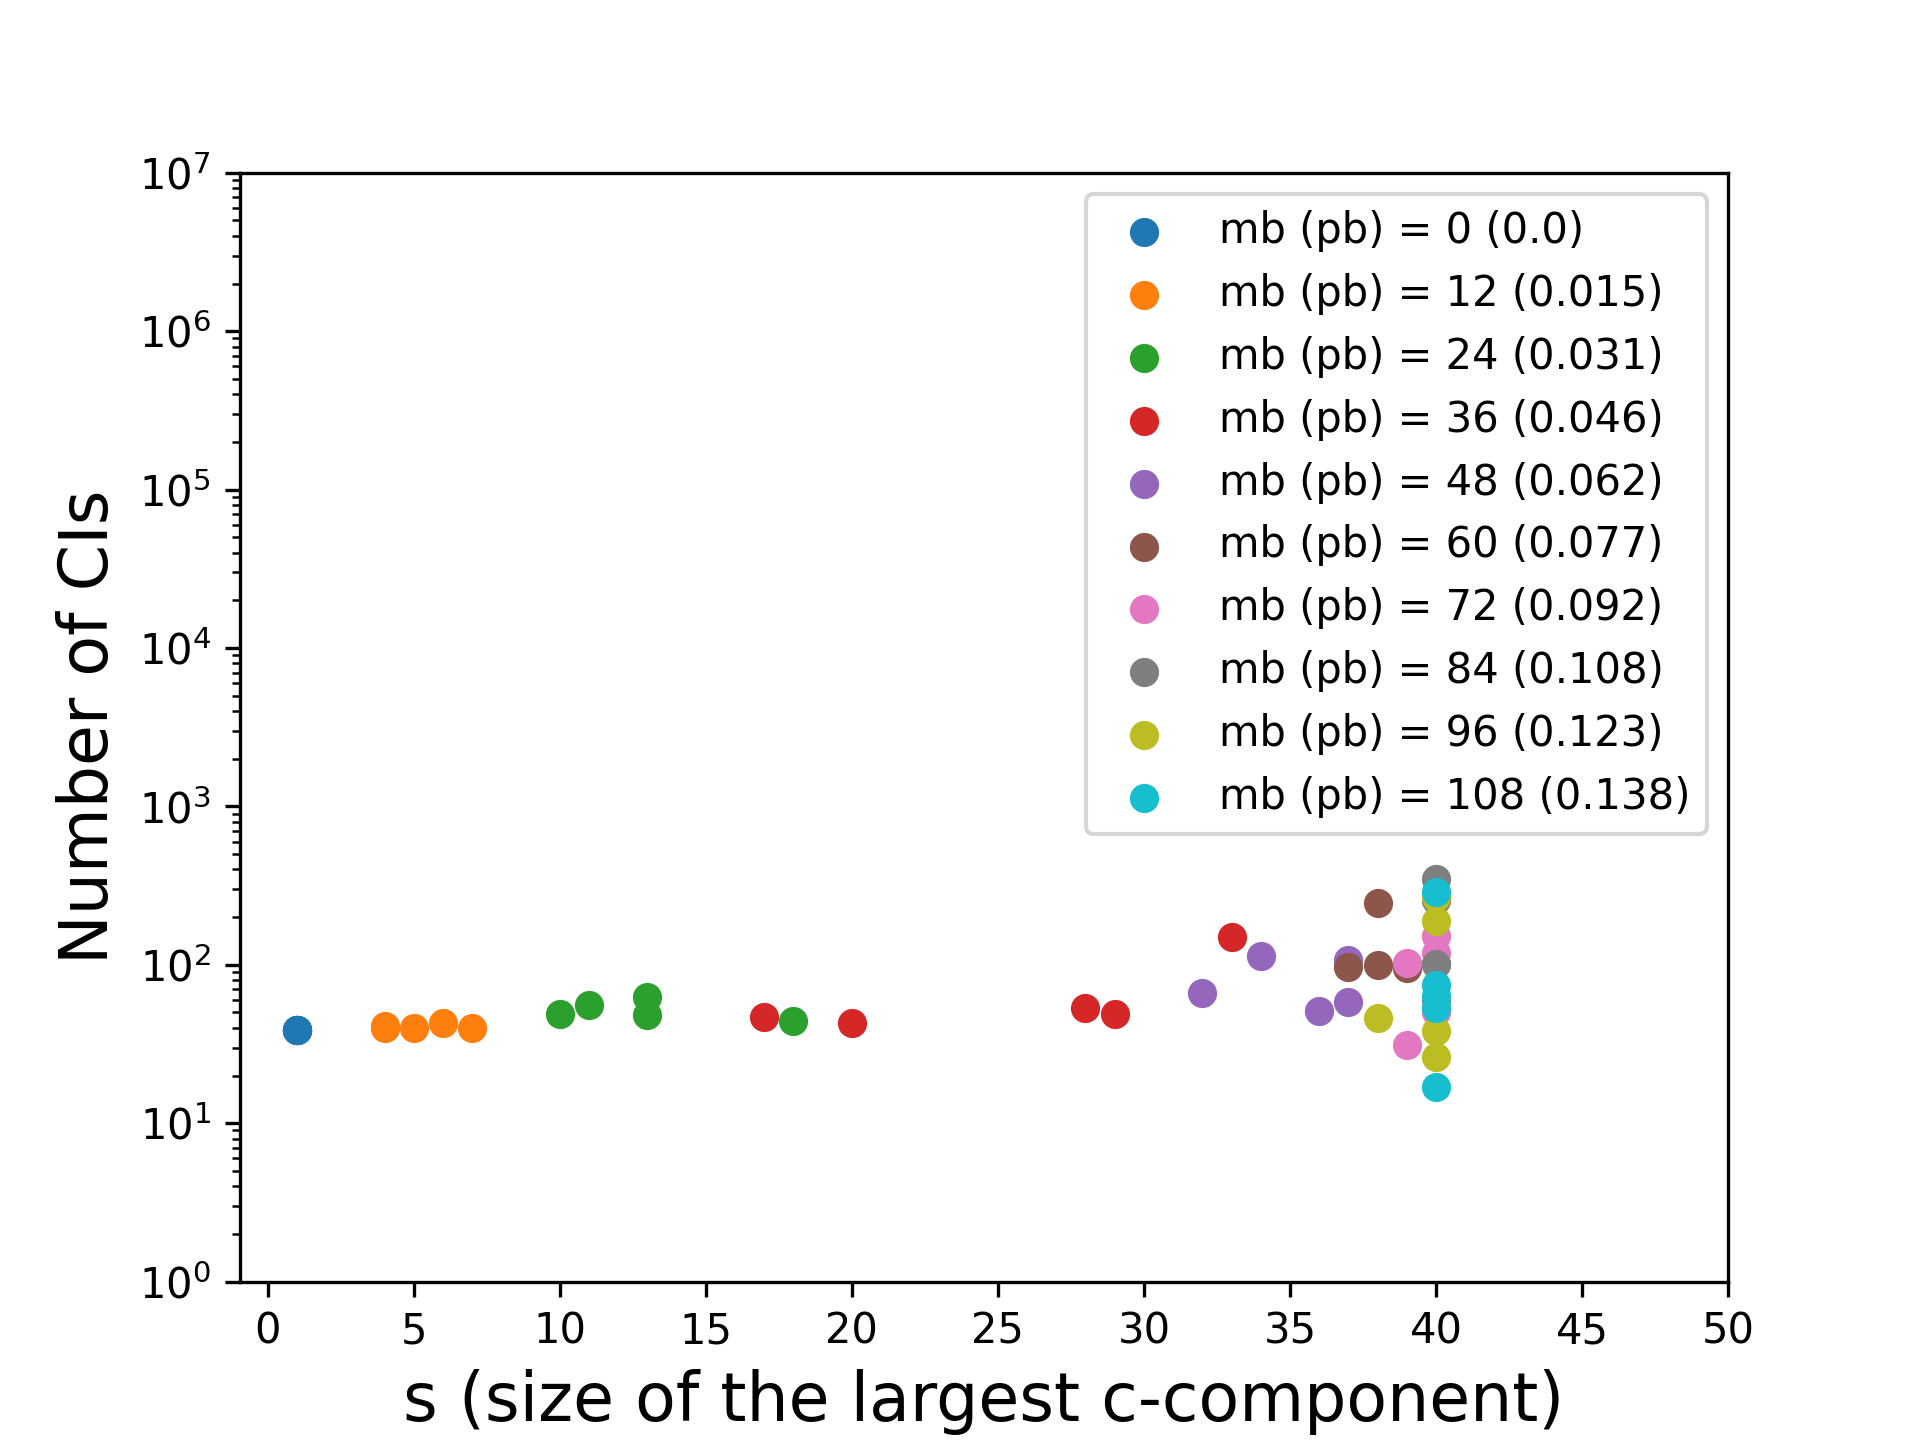 10^7
10^6
10^5
10^4
10^3
10^2
10^1
10^0
Number of CIs
mb (pb) = 0 (0.0)
mb (pb) = 12 (0.015)
mb (pb) = 24 (0.031)
mb (pb) = 36 (0.046)
mb (pb) = 48 (0.062)
mb (pb) = 60 (0.077)
mb (pb) = 72 (0.092)
mb (pb) = 84 (0.108)
mb (pb) = 96 (0.123)
mb (pb) = 108 (0.138)
0 5 10 15 20 25 30 35 40 45 50
s (size of the largest c-component)